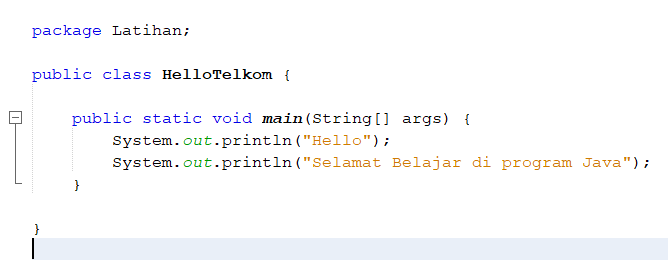 package Latihan;
public class HelloTelkom {
public static void main(String[] args) {
System.out.println("Hello");
System.out.println("Selamat Belajar di program Java");
}
}